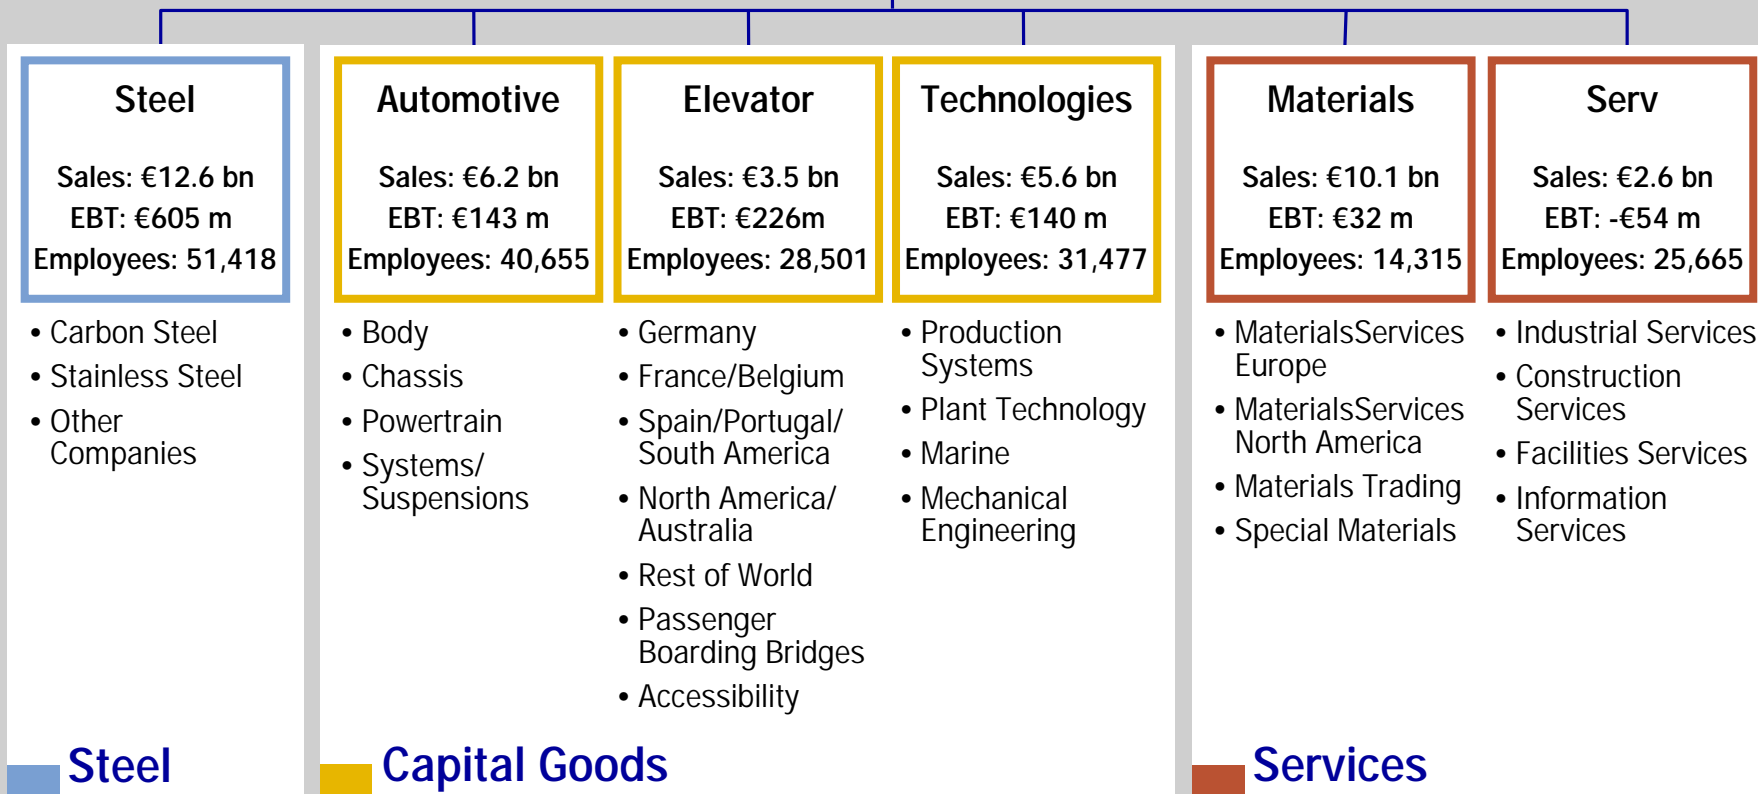 Steel
Sales: €12.6 bn
EBT: €605 m
Employees: 51,418
• Carbon Steel
• Stainless Steel
• Other
Companies
Automotive
Sales: €6.2 bn
EBT: €143 m
Employees: 40,655
• Body
• Chassis
• Powertrain
• Systems/
Suspensions
Elevator
Sales: €3.5 bn
EBT: €226m
Employees: 28,501
• Germany
• France/Belgium
• Spain/Portugal/
South America
• North America/
Australia
• Rest of World
• Passenger
Boarding Bridges
• Accessibility
Technologies
Sales: €5.6 bn
EBT: €140 m
Employees: 31,477
• Production
Systems
• Plant Technology
• Marine
• Mechanical
Engineering
Materials
Sales: €10.1 bn
EBT: €32 m
Employees: 14,315
• MaterialsServices
Europe
• MaterialsServices
North America
• Materials Trading
• Special Materials
Serv
Sales: €2.6 bn
EBT: -€54 m
Employees: 25,665
• Industrial Services
• Construction
Services
• Facilities Services
• Information
Services
Steel
Capital Goods
Services